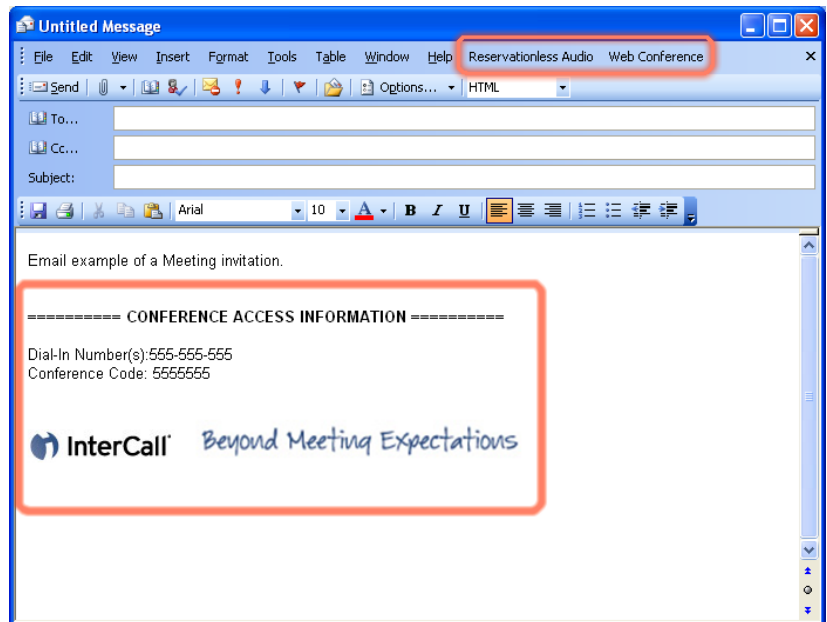 Untitled Message
File Edit View Insert Format Tools Table Window Help Reservationless Audio Web Conference
Send Options... HTML
To...
Cc...
Subject:
Arial 10 A B I U
Email example of a Meeting invitation.
========== CONFERENCE ACCESS INFORMATION ==========
Dial-In Number(s):555-555-555
Conference Code: 5555555
InterCall Beyond Meeting Expectations